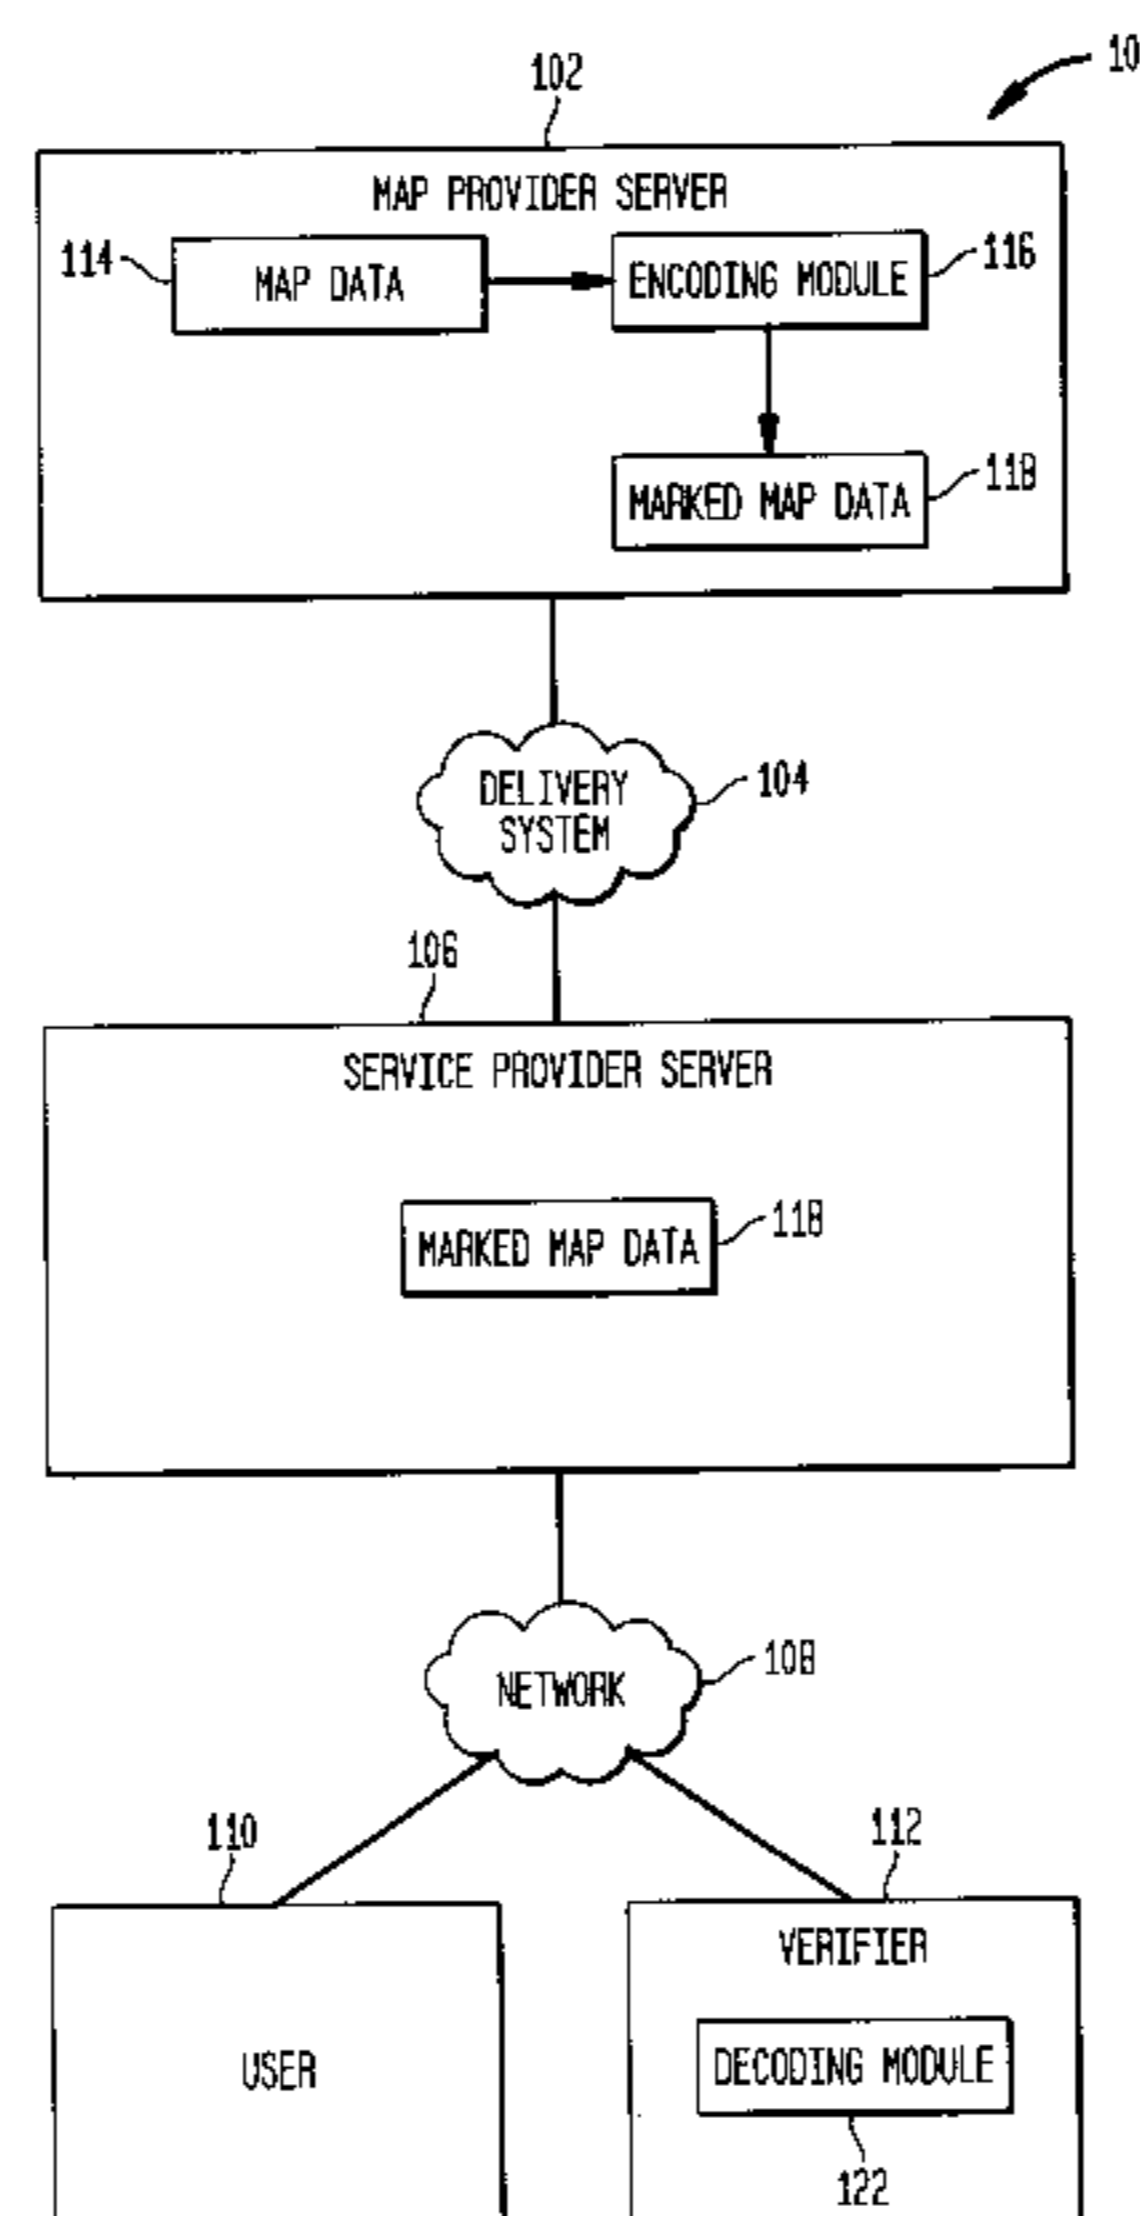 10
102
MAP PROVIDER SERVER
114
MAP DATA
ENCODING MODULE
116
MARKED MAP DATA
118
DELIVERY
SYSTEM
104
106
SERVICE PROVIDER SERVER
MARKED MAP DATA
118
NETWORK
108
110
112
USER
VERIFIER
DECODING MODULE
122